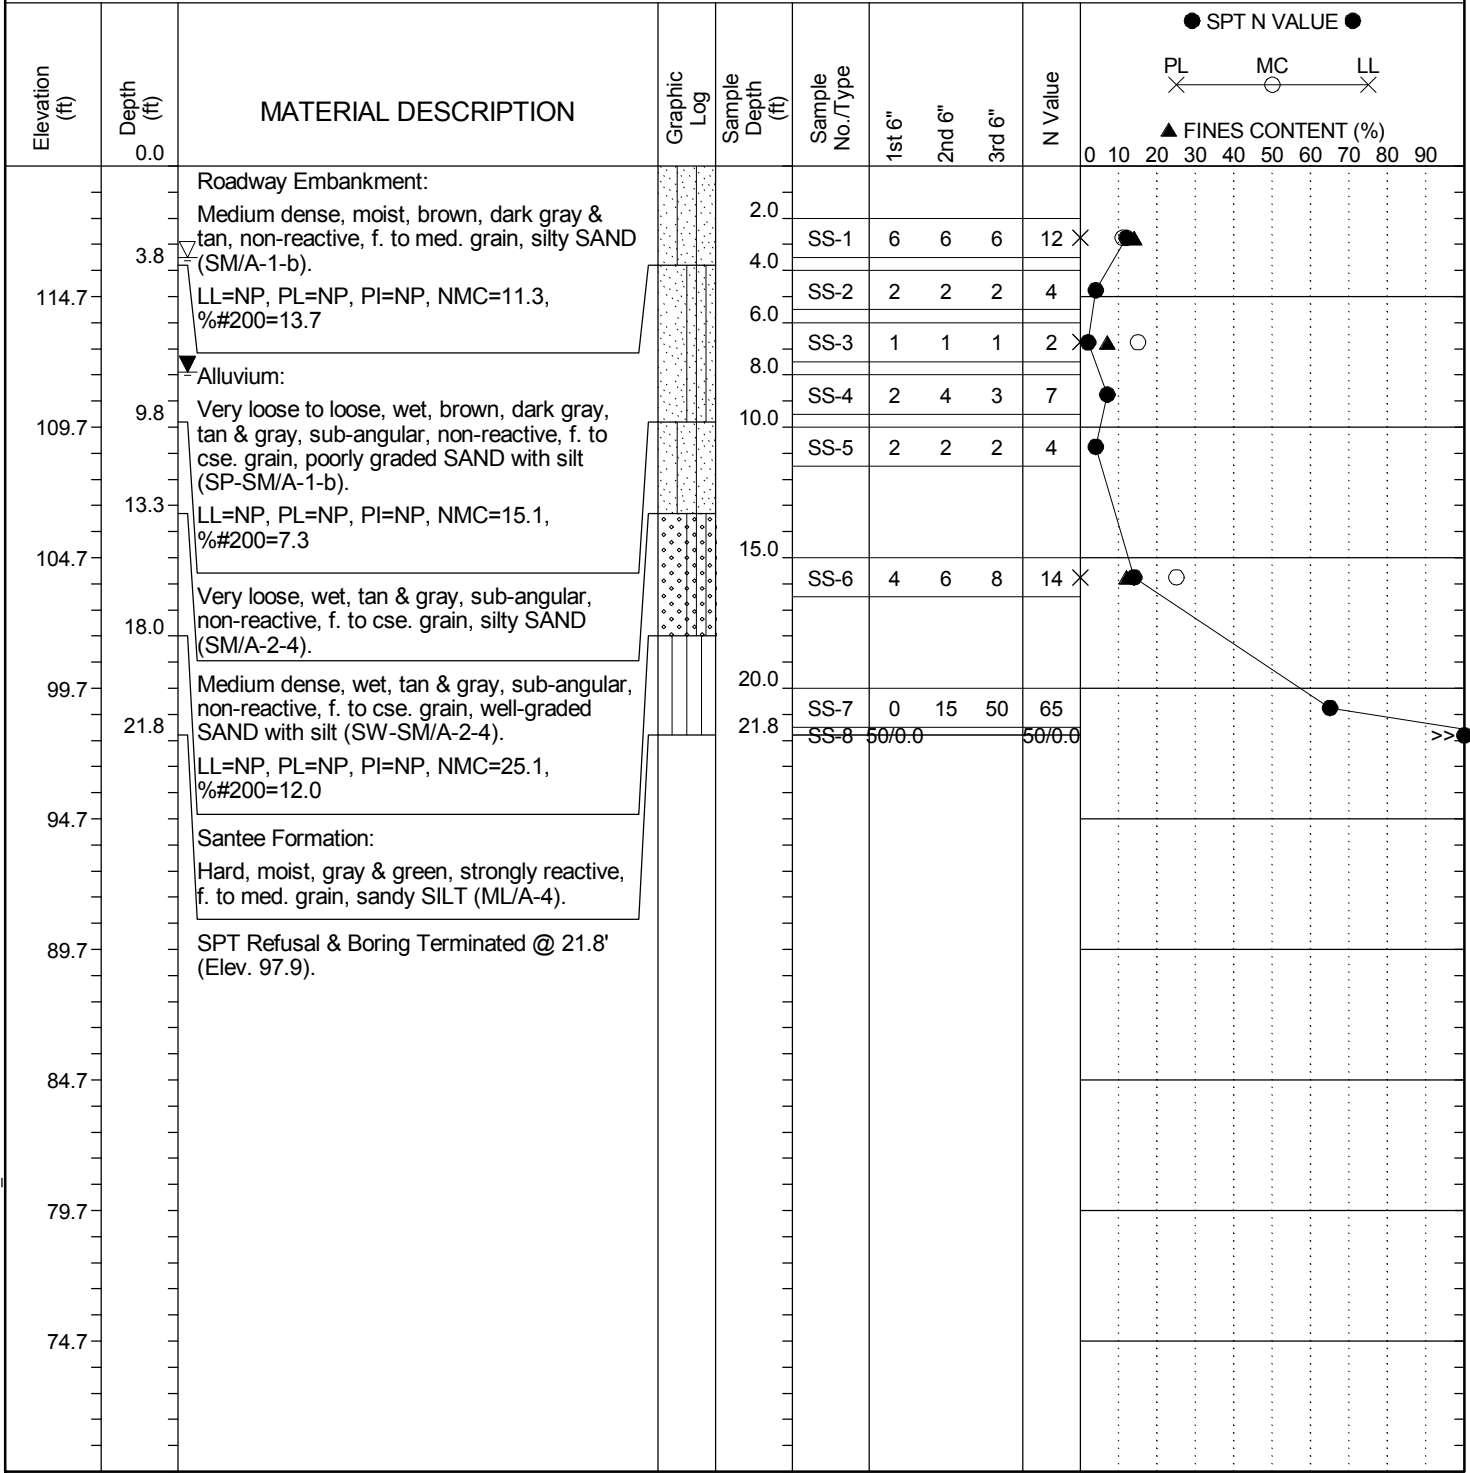 ● SPT N VALUE ●
PL MC LL
▲ FINES CONTENT (%)
0 10 20 30 40 50 60 70 80 90
Elevation
(ft)
Depth
(ft)
0.0
MATERIAL DESCRIPTION
Graphic
Log
Sample
Depth
(ft)
Sample
No./Type
1st 6"
2nd 6"
3rd 6"
N Value
Roadway Embankment:
Medium dense, moist, brown, dark gray &
tan, non-reactive, f. to med. grain, silty SAND
(SM/A-1-b).
LL=NP, PL=NP, PI=NP, NMC=11.3,
%#200=13.7
Alluvium:
Very loose to loose, wet, brown, dark gray,
tan & gray, sub-angular, non-reactive, f. to
cse. grain, poorly graded SAND with silt
(SP-SM/A-1-b).
LL=NP, PL=NP, PI=NP, NMC=15.1,
%#200=7.3
Very loose, wet, tan & gray, sub-angular,
non-reactive, f. to cse. grain, silty SAND
(SM/A-2-4).
Medium dense, wet, tan & gray, sub-angular,
non-reactive, f. to cse. grain, well-graded
SAND with silt (SW-SM/A-2-4).
LL=NP, PL=NP, PI=NP, NMC=25.1,
%#200=12.0
Santee Formation:
Hard, moist, gray & green, strongly reactive,
f. to med. grain, sandy SILT (ML/A-4).
SPT Refusal & Boring Terminated @ 21.8'
(Elev. 97.9).
114.7
109.7
104.7
99.7
94.7
89.7
84.7
79.7
74.7
3.8
9.8
13.3
18.0
21.8
2.0
4.0
6.0
8.0
10.0
15.0
20.0
21.8
SS-1 6 6 6 12
SS-2 2 2 2 4
SS-3 1 1 1 2
SS-4 2 4 3 7
SS-5 2 2 2 4
SS-6 4 6 8 14
SS-7 0 15 50 65
SS-8 50/0.0 50/0.0
>>